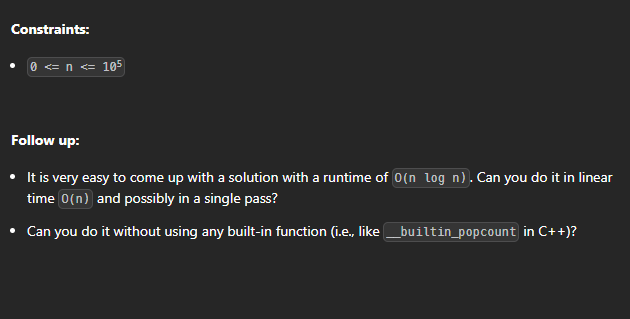 Constraints:
• 0 <= n <= 10⁵
Follow up:
• It is very easy to come up with a solution with a runtime of O(n log n). Can you do it in linear
time O(n) and possibly in a single pass?
• Can you do it without using any built-in function (i.e., like __builtin_popcount in C++)?